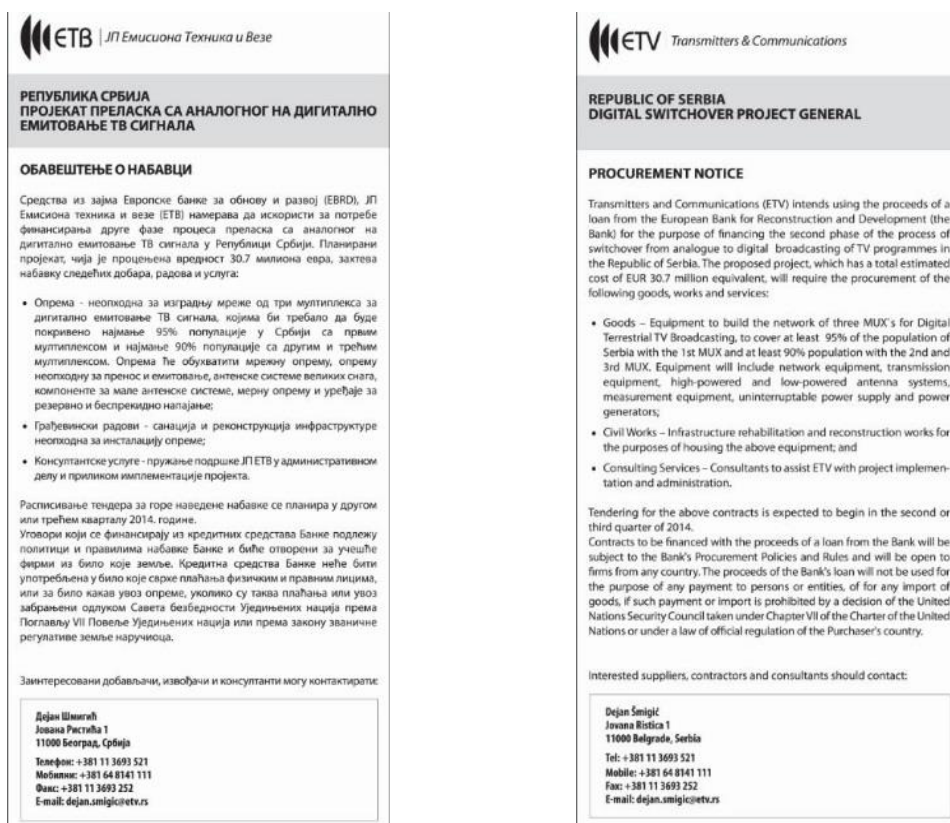 ЕТВ | ЈП Емисиона Техника и Везе
РЕПУБЛИКА СРБИЈА
ПРОЈЕКАТ ПРЕЛАСКА СА АНАЛОГНОГ НА ДИГИТАЛНО
ЕМИТОВАЊЕ ТВ СИГНАЛА
ОБАВЕШТЕЊЕ О НАБАВЦИ
Средства из зајма Европске банке за обнову и развој (EBRD), ЈП
Емисиона техника и везе (ЕТВ) намерава да искористи за потребе
финансирања друге фазе процеса преласка са аналогног на
дигитално емитовање ТВ сигнала у Републици Србији. Планирани
пројекат, чија је процењена вредност 30.7 милиона евра, захтева
набавку следећих добара, радова и услуга:
• Опрема - неопходна за изградњу мреже од три мултиплекса за
дигитално емитовање ТВ сигнала, којима би требало да буде
покривено најмање 95% популације у Србији са првим
мултиплексом и најмање 90% популације са другим и трећим
мултиплексом. Опрема ће обухватити мрежну опрему, опрему
неопходну за пренос и емитовање, антенске системе великих снага,
компоненте за мале антенске системе, мерну опрему и уређаје за
резервно и беспрекидно напајање;
• Грађевински радови - санација и реконструкција инфраструктуре
неопходна за инсталацију опреме;
• Консултантске услуге - пружање подршке ЈП ЕТВ у административном
делу и приликом имплементације пројекта.
Расписивање тендера за горе наведене набавке се планира у другом
или трећем кварталу 2014. године.
Уговори који се финансирају из кредитних средстава Банке подлежу
политици и правилима набавке Банке и биће отворени за учешће
фирми из било које земље. Кредитна средства Банке неће бити
употребљена у било које сврхе плаћања физичким и правним лицима,
или за било какав увоз опреме, уколико су таква плаћања или увоз
забрањени одлуком Савета безбедности Уједињених нација према
Поглављу VII Повеље Уједињених нација или према закону званичне
регулативе земље наручиоца.
Заинтересовани добављачи, извођачи и консултанти могу контактирати:
Дејан Шмигић
Јована Ристића 1
11000 Београд, Србија
Телефон: +381 11 3693 521
Мобилни: +381 64 8141 111
Факс: +381 11 3693 252
E-mail: dejan.smigic@etv.rs
ETV Transmitters & Communications
REPUBLIC OF SERBIA
DIGITAL SWITCHOVER PROJECT GENERAL
PROCUREMENT NOTICE
Transmitters and Communications (ETV) intends using the proceeds of a
loan from the European Bank for Reconstruction and Development (the
Bank) for the purpose of financing the second phase of the process of
switchover from analogue to digital broadcasting of TV programmes in
the Republic of Serbia. The proposed project, which has a total estimated
cost of EUR 30.7 million equivalent, will require the procurement of the
following goods, works and services:
• Goods – Equipment to build the network of three MUX`s for Digital
Terrestrial TV Broadcasting, to cover at least 95% of the population of
Serbia with the 1st MUX and at least 90% population with the 2nd and
3rd MUX. Equipment will include network equipment, transmission
equipment, high-powered and low-powered antenna systems,
measurement equipment, uninterruptable power supply and power
generators;
• Civil Works – Infrastructure rehabilitation and reconstruction works for
the purposes of housing the above equipment; and
• Consulting Services – Consultants to assist ETV with project implemen-
tation and administration.
Tendering for the above contracts is expected to begin in the second or
third quarter of 2014.
Contracts to be financed with the proceeds of a loan from the Bank will be
subject to the Bank's Procurement Policies and Rules and will be open to
firms from any country. The proceeds of the Bank's loan will not be used for
the purpose of any payment to persons or entities, of for any import of
goods, if such payment or import is prohibited by a decision of the United
Nations Security Council taken under Chapter VII of the Charter of the United
Nations or under a law of official regulation of the Purchaser's country.
Interested suppliers, contractors and consultants should contact:
Dejan Šmigić
Jovana Ristica 1
11000 Belgrade, Serbia
Tel: +381 11 3693 521
Mobile: +381 64 8141 111
Fax: +381 11 3693 252
E-mail: dejan.smigic@etv.rs